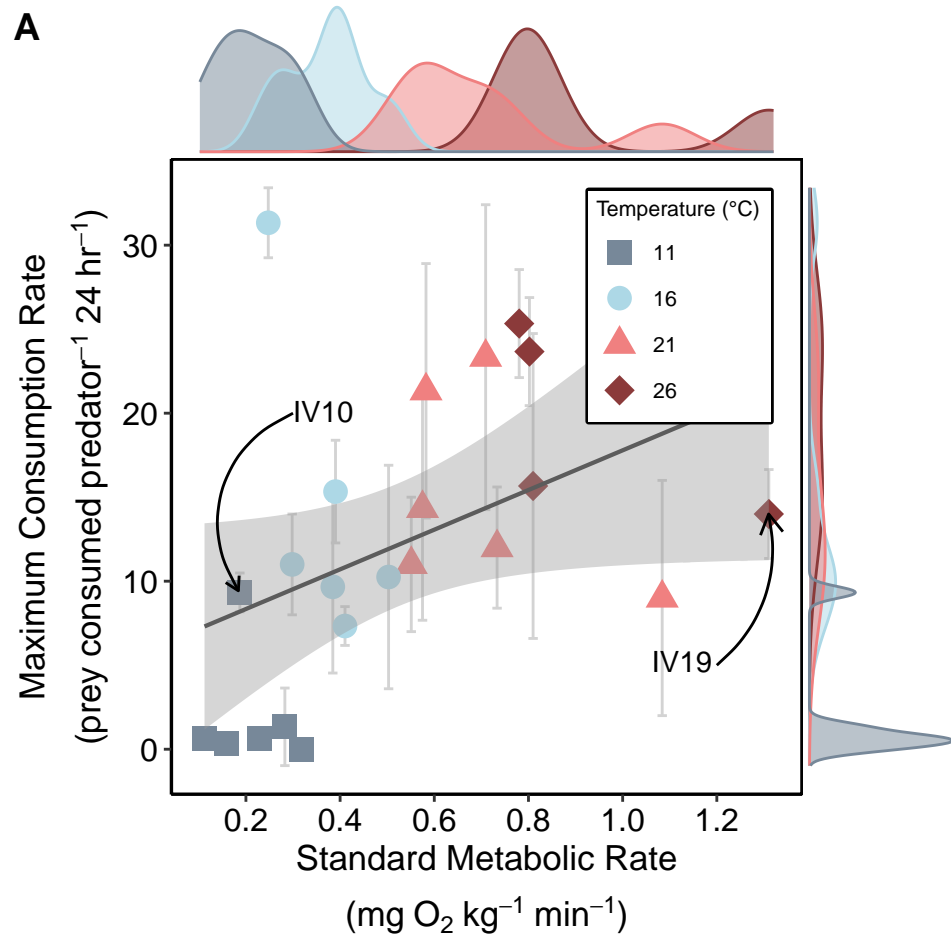 A
Maximum Consumption Rate
(prey consumed predator⁻¹ 24 hr⁻¹)
30
20
10
0
Temperature (°C)
11
16
21
26
IV10
IV19
0.2 0.4 0.6 0.8 1.0 1.2
Standard Metabolic Rate
(mg O₂ kg⁻¹ min⁻¹)